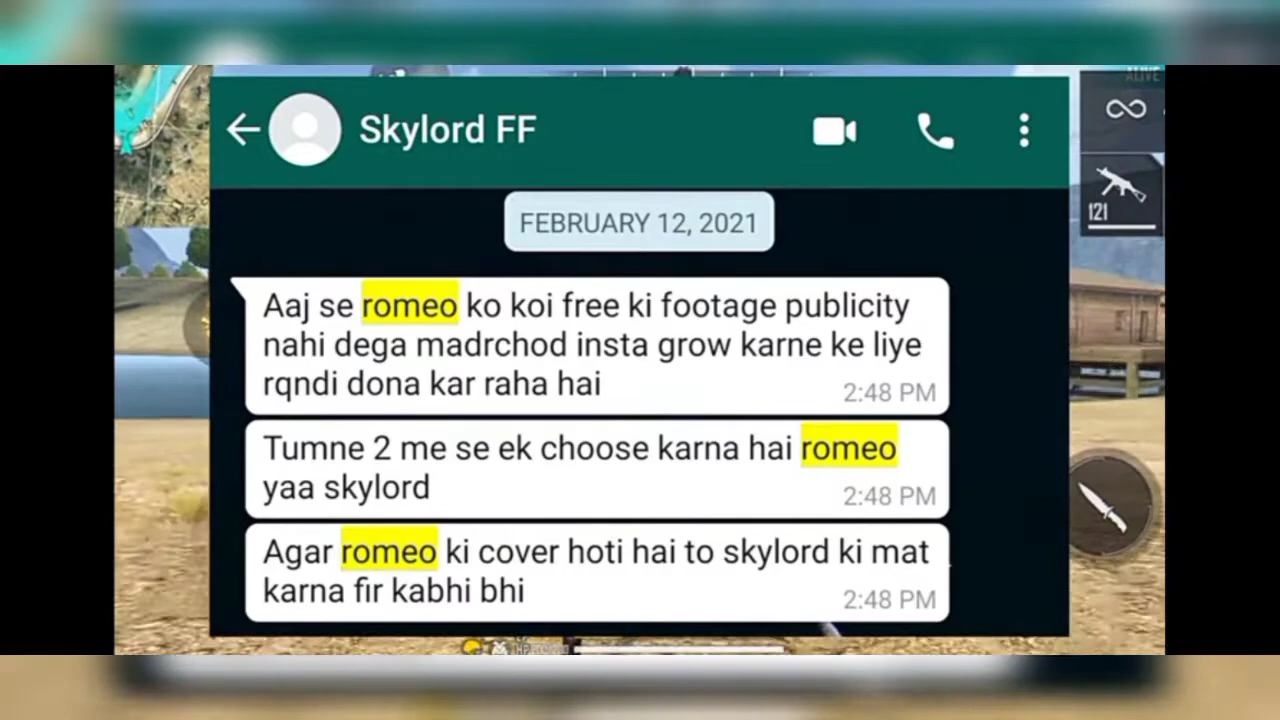 ALIVE
Skylord FF
121
FEBRUARY 12, 2021
Aaj se romeo ko koi free ki footage publicity
nahi dega madrchod insta grow karne ke liye
rqndi dona kar raha hai
2:48 PM
Tumne 2 me se ek choose karna hai romeo
yaa skylord
2:48 PM
Agar romeo ki cover hoti hai to skylord ki mat
karna fir kabhi bhi
2:48 PM